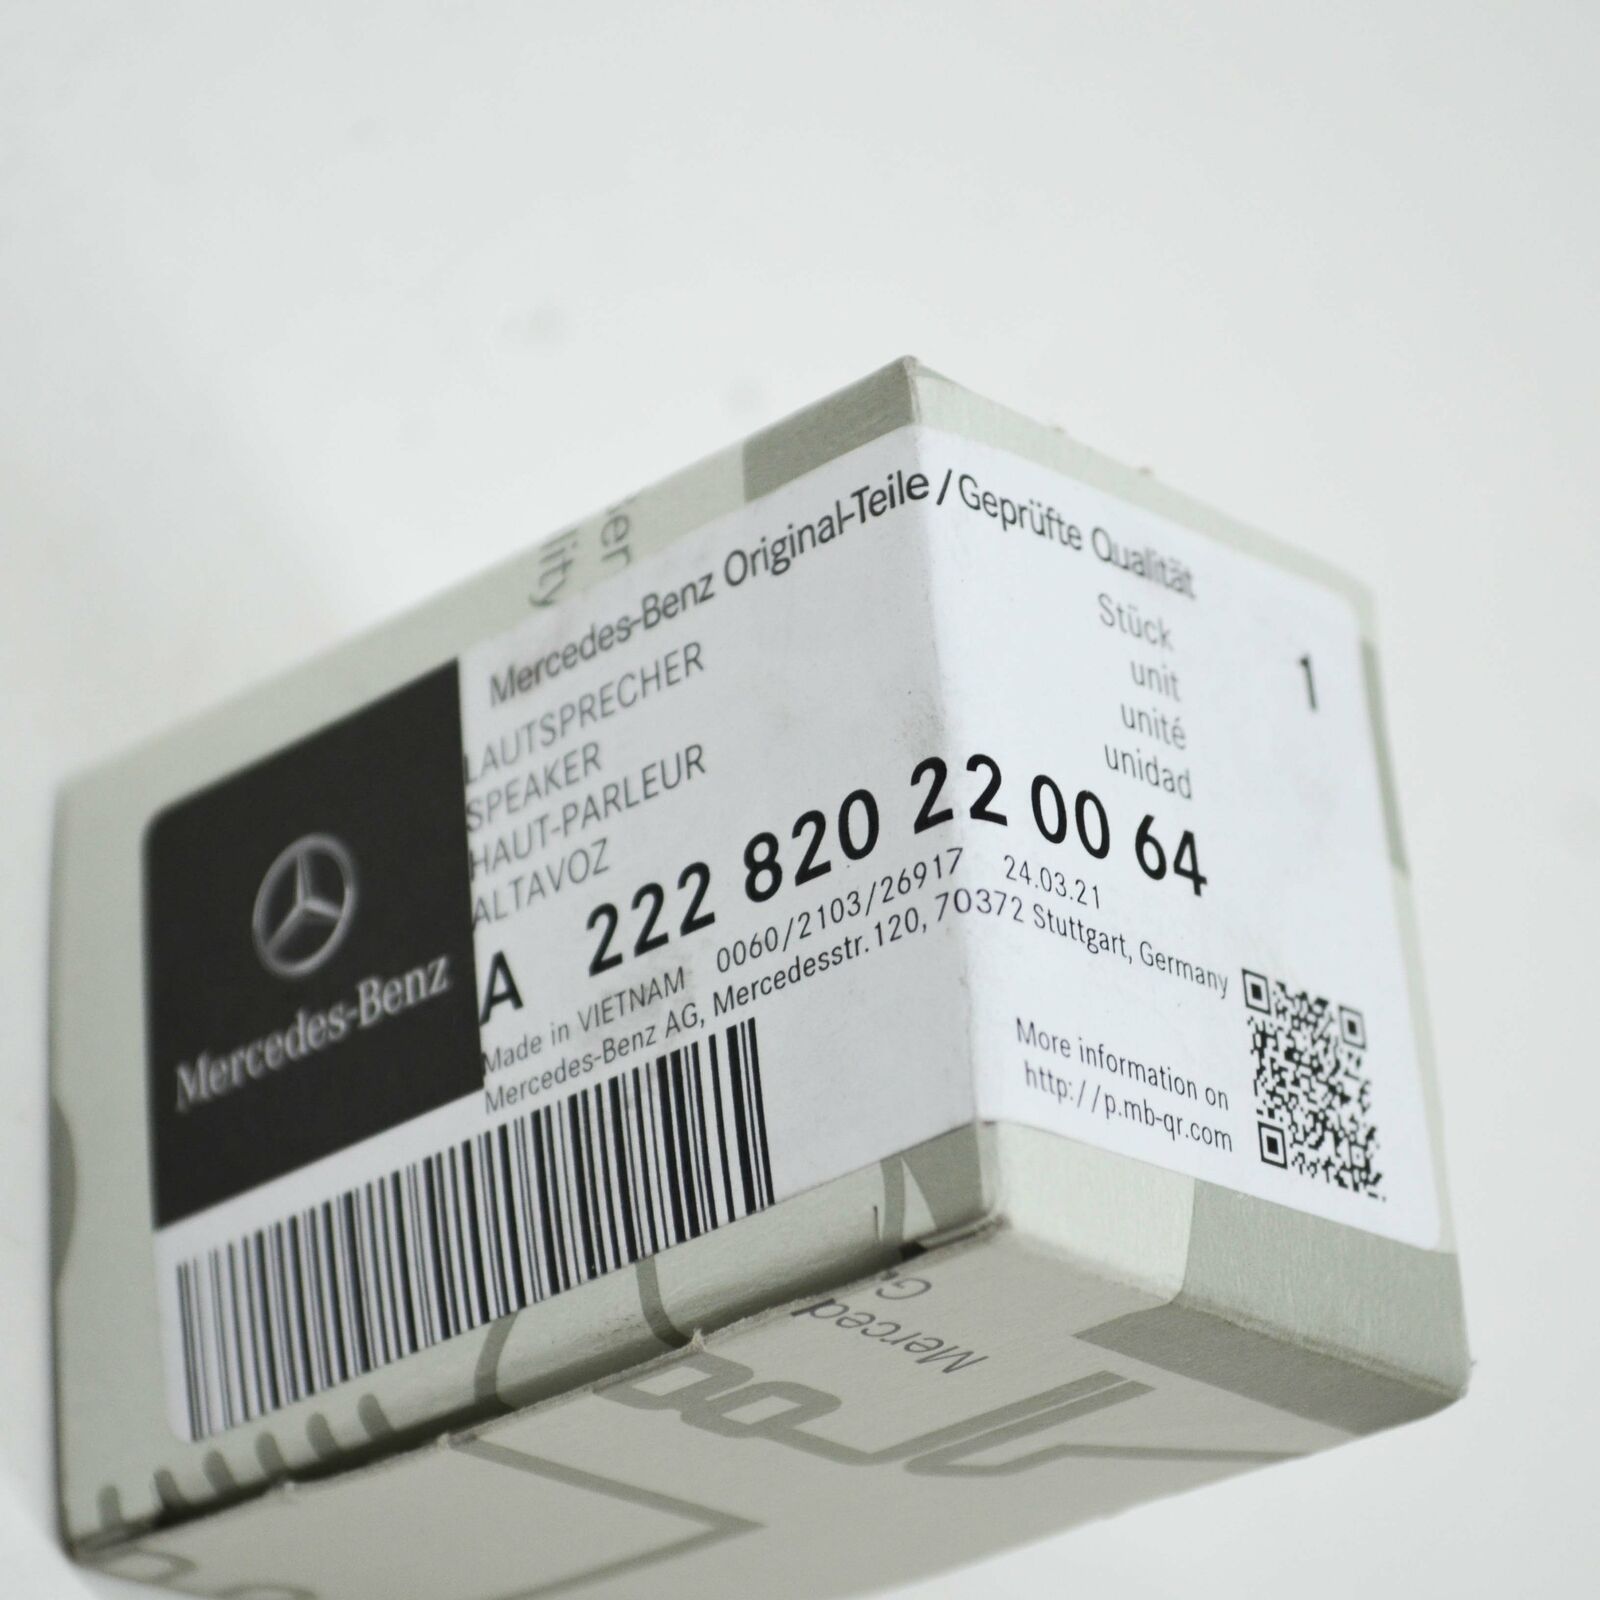 Mercedes-Benz Original-Teile / Geprüfte Qualität
LAUTSPRECHER
SPEAKER
HAUT-PARLEUR
ALTAVOZ
Stück
unit
unité
unidad
1
A 222 820 22 20 00 64
Made in VIETNAM 0060/2103/26917 24.03.21
Mercedes-Benz AG, Mercedesstr. 120, 70372 Stuttgart, Germany
More information on
http://p.mb-qr.com
Mercedes-Benz
Merced